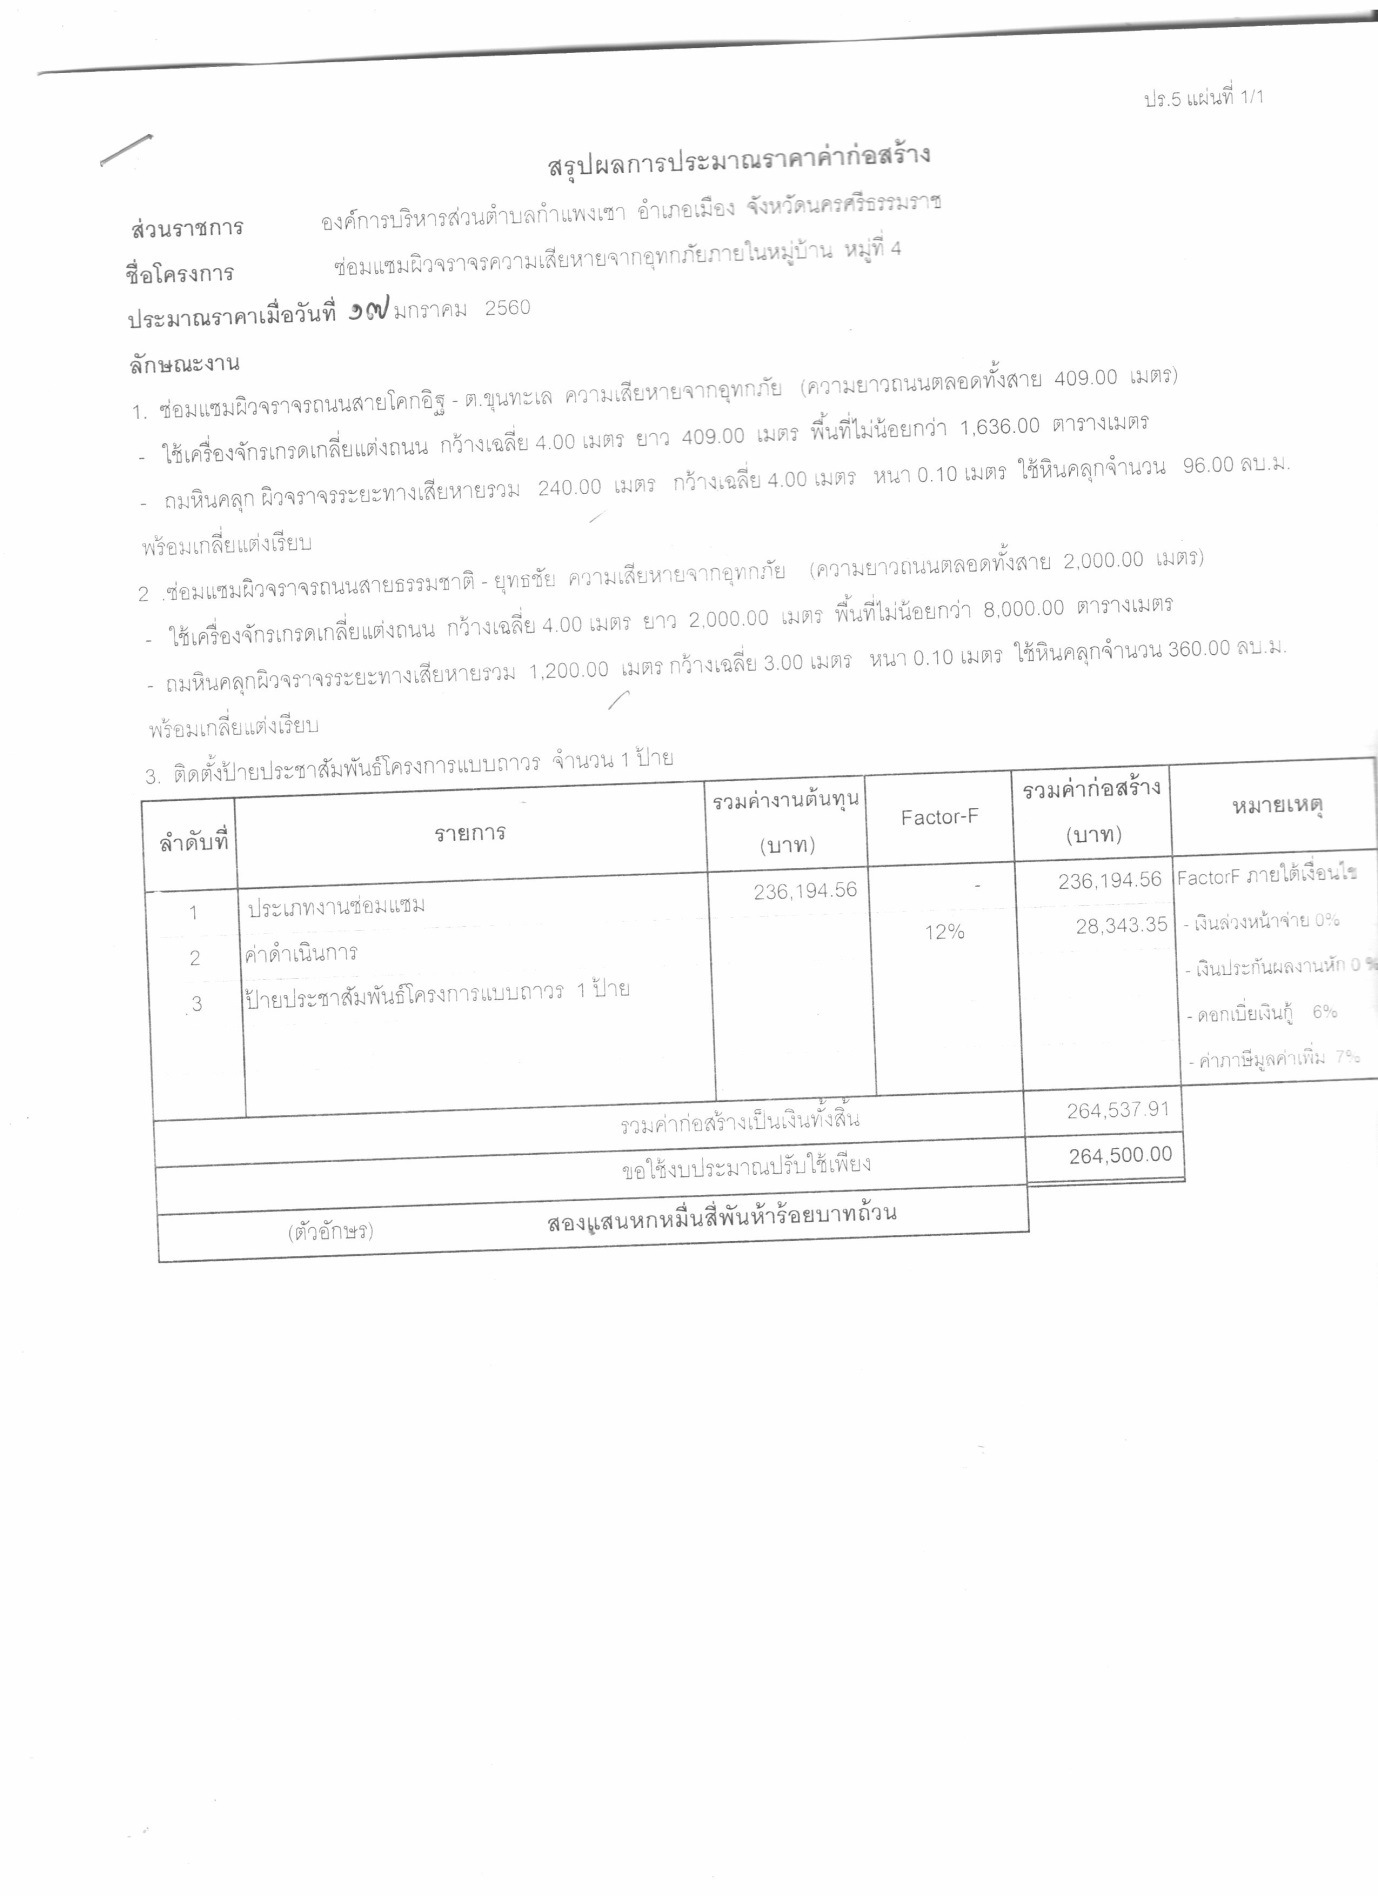 ปร.5 แผ่นที่ 1/1
สรุปผลการประมาณราคาค่าก่อสร้าง
ส่วนราชการ องค์การบริหารส่วนตำบลกำแพงเซา อำเภอเมือง จังหวัดนครศรีธรรมราช
ชื่อโครงการ ซ่อมแซมผิวจราจรความเสียหายจากอุทกภัยภายในหมู่บ้าน หมู่ที่ 4
ประมาณราคาเมื่อวันที่ ๑๗ มกราคม 2560
ลักษณะงาน
1. ซ่อมแซมผิวจราจรถนนสายโคกอิฐ - ต.ขุนทะเล ความเสียหายจากอุทกภัย (ความยาวถนนตลอดทั้งสาย 409.00 เมตร)
- ใช้เครื่องจักรเกรดเกลี่ยแต่งถนน กว้างเฉลี่ย 4.00 เมตร ยาว 409.00 เมตร พื้นที่ไม่น้อยกว่า 1,636.00 ตารางเมตร
- ถมหินคลุก ผิวจราจรระยะทางเสียหายรวม 240.00 เมตร กว้างเฉลี่ย 4.00 เมตร หนา 0.10 เมตร ใช้หินคลุกจำนวน 96.00 ลบ.ม.
พร้อมเกลี่ยแต่งเรียบ
2 .ซ่อมแซมผิวจราจรถนนสายธรรมชาติ - ยุทธชัย ความเสียหายจากอุทกภัย (ความยาวถนนตลอดทั้งสาย 2,000.00 เมตร)
- ใช้เครื่องจักรเกรดเกลี่ยแต่งถนน กว้างเฉลี่ย 4.00 เมตร ยาว 2,000.00 เมตร พื้นที่ไม่น้อยกว่า 8,000.00 ตารางเมตร
- ถมหินคลุกผิวจราจรระยะทางเสียหายรวม 1,200.00 เมตร กว้างเฉลี่ย 3.00 เมตร หนา 0.10 เมตร ใช้หินคลุกจำนวน 360.00 ลบ.ม.
พร้อมเกลี่ยแต่งเรียบ
3. ติดตั้งป้ายประชาสัมพันธ์โครงการแบบถาวร จำนวน 1 ป้าย
ลำดับที่ รายการ รวมค่างานต้นทุน (บาท) Factor-F รวมค่าก่อสร้าง (บาท) หมายเหตุ
1 ประเภทงานซ่อมแซม 236,194.56 - 236,194.56 FactorF ภายใต้เงื่อนไข
2 ค่าดำเนินการ 12% 28,343.35 - เงินล่วงหน้าจ่าย 0%
3 ป้ายประชาสัมพันธ์โครงการแบบถาวร 1 ป้าย - เงินประกันผลงานหัก 0 %
- ดอกเบี่ยเงินกู้ 6%
- ค่าภาษีมูลค่าเพิ่ม 7%
รวมค่าก่อสร้างเป็นเงินทั้งสิ้น 264,537.91
ขอใช้งบประมาณปรับใช้เพียง 264,500.00
(ตัวอักษร) สองแสนหกหมื่นสี่พันห้าร้อยบาทถ้วน